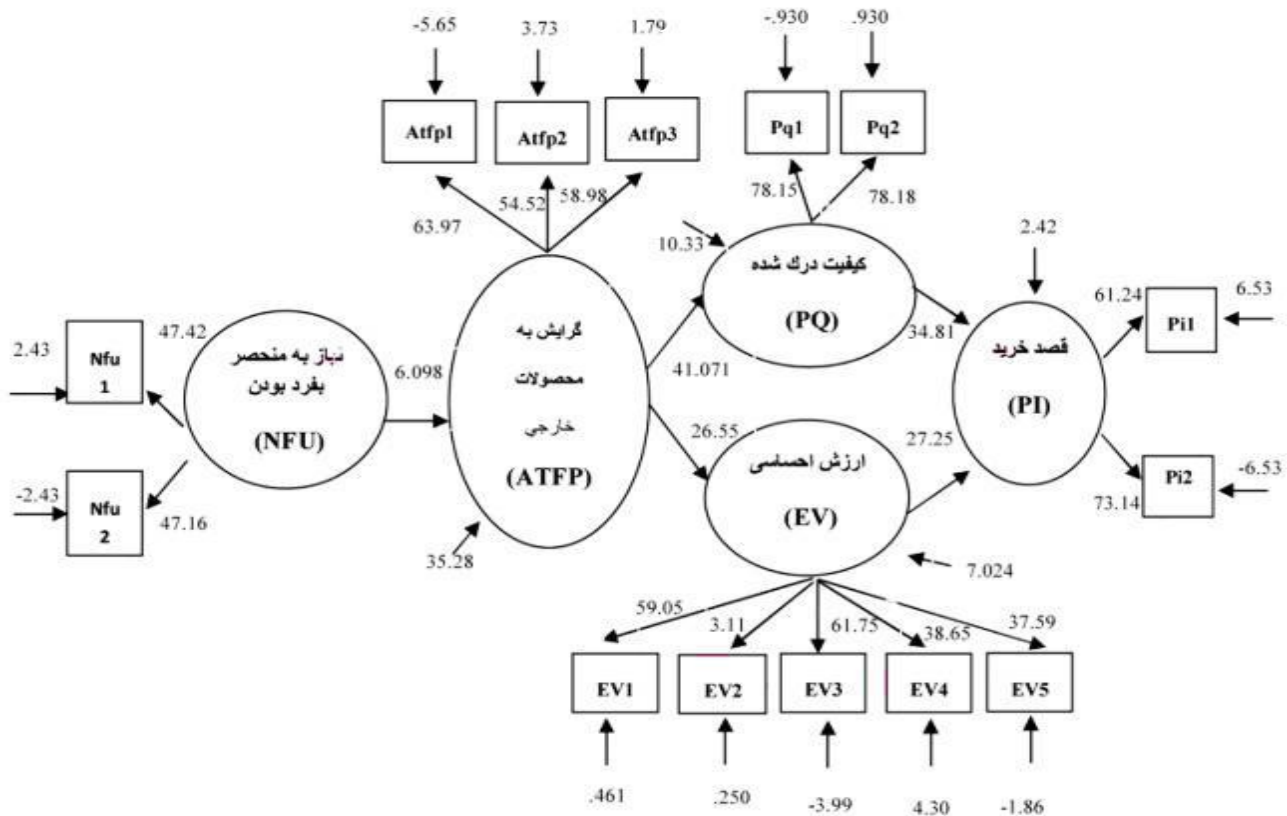 -5.65
3.73
1.79
-.930
.930
Atfp1
Atfp2
Atfp3
Pq1
Pq2
63.97
54.52
58.98
78.15
78.18
10.33
کیفیت درك شده
(PQ)
34.81
2.42
قصد خرید
(PI)
61.24
6.53
Pi1
Pi2
-6.53
73.14
2.43
Nfu
1
47.42
نیاز به منحصر
بفرد بودن
(NFU)
6.098
-2.43
Nfu
2
47.16
گرایش به
محصولات
خارجي
(ATFP)
35.28
41.071
26.55
ارزش احساسی
(EV)
27.25
7.024
59.05
3.11
61.75
38.65
37.59
EV1
EV2
EV3
EV4
EV5
.461
.250
-3.99
4.30
-1.86